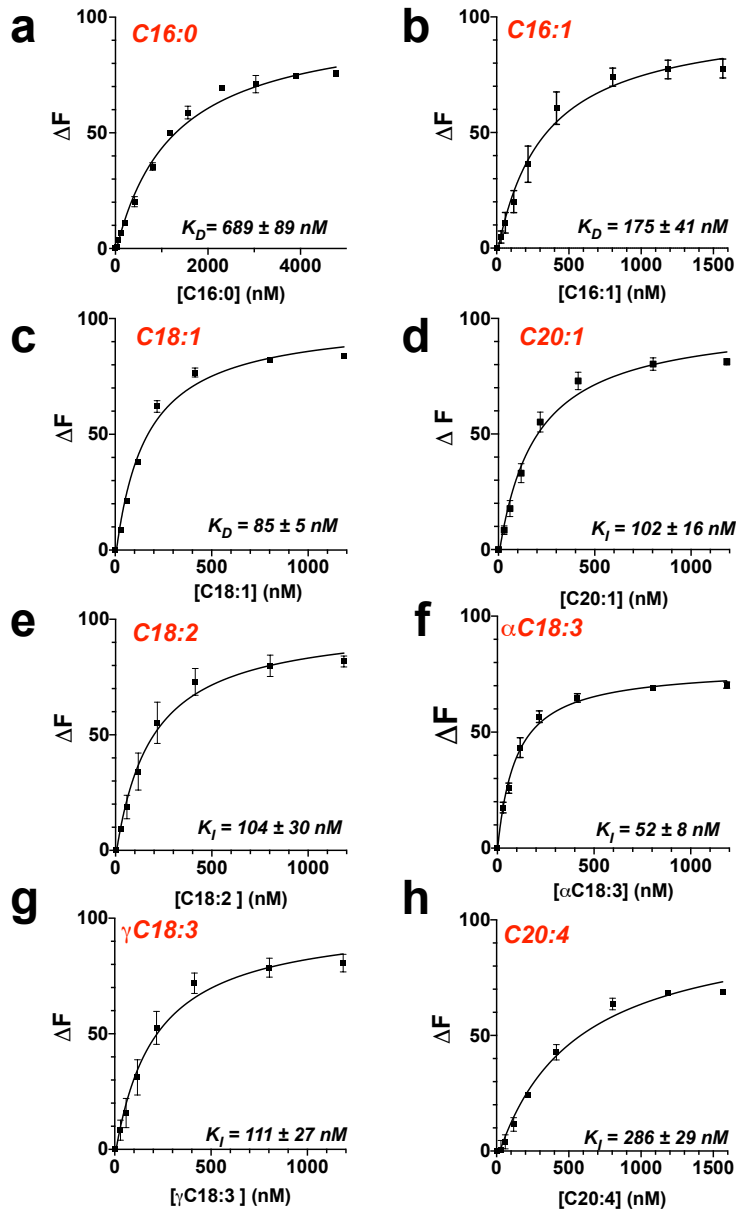 a
C16:0
100
50
0
ΔF
K_D = 689 ± 89 nM
0 2000 4000
[C16:0] (nM)
b
C16:1
100
50
0
ΔF
K_D = 175 ± 41 nM
0 500 1000 1500
[C16:1] (nM)
c
C18:1
100
50
0
ΔF
K_D = 85 ± 5 nM
0 500 1000
[C18:1] (nM)
d
C20:1
100
50
0
Δ F
K_I = 102 ± 16 nM
0 500 1000
[C20:1] (nM)
e
C18:2
100
50
0
ΔF
K_I = 104 ± 30 nM
0 500 1000
[C18:2 ] (nM)
f
αC18:3
100
50
0
ΔF
K_I = 52 ± 8 nM
0 500 1000
[αC18:3] (nM)
g
γC18:3
100
50
0
ΔF
K_I = 111 ± 27 nM
0 500 1000
[γC18:3 ] (nM)
h
C20:4
100
50
0
ΔF
K_I = 286 ± 29 nM
0 500 1000 1500
[C20:4] (nM)